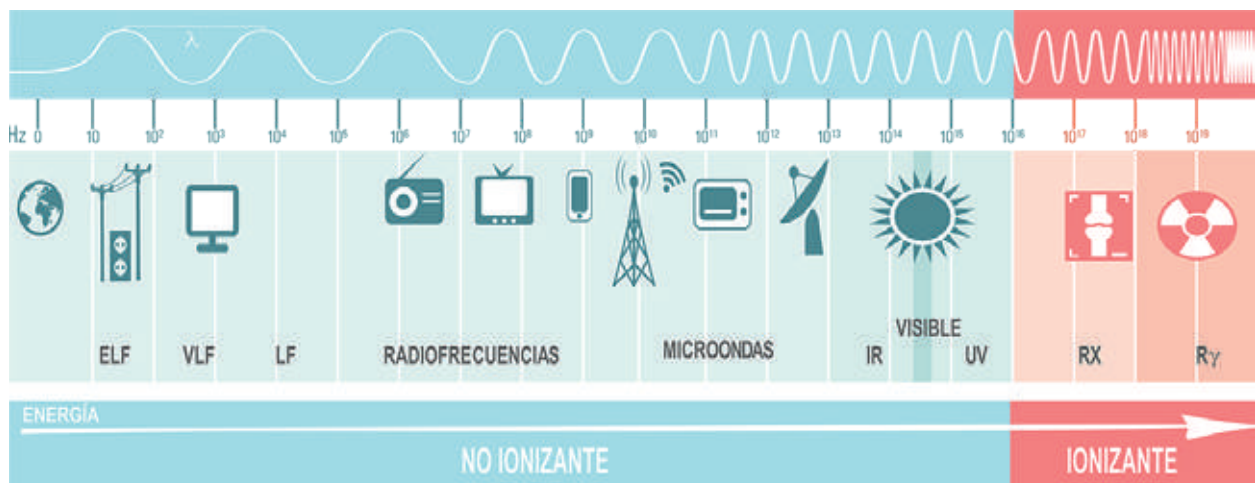 λ
Hz 0 10 10² 10³ 10⁴ 10⁵ 10⁶ 10⁷ 10⁸ 10⁹ 10¹⁰ 10¹¹ 10¹² 10¹³ 10¹⁴ 10¹⁵ 10¹⁶ 10¹⁷ 10¹⁸ 10¹⁹
VISIBLE
ELF VLF LF RADIOFRECUENCIAS MICROONDAS IR UV RX Rγ
ENERGÍA
NO IONIZANTE IONIZANTE